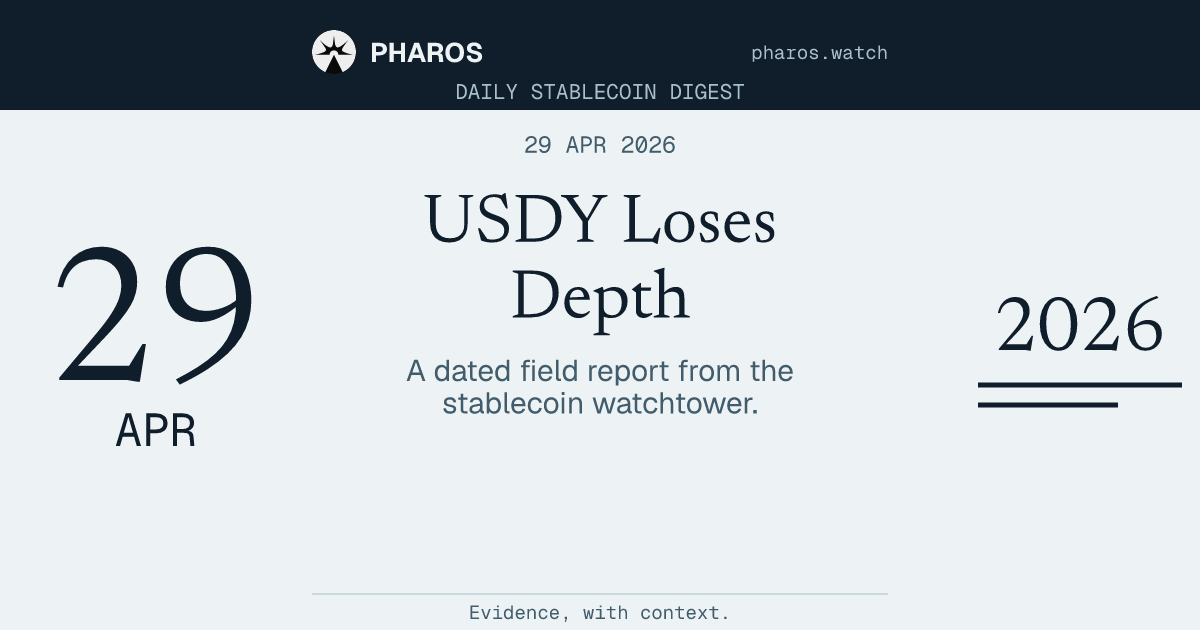 PHAROS
pharos.watch
DAILY STABLECOIN DIGEST
29 APR 2026
USDY Loses
Depth
A dated field report from the
stablecoin watchtower.
29
APR
2026
Evidence, with context.